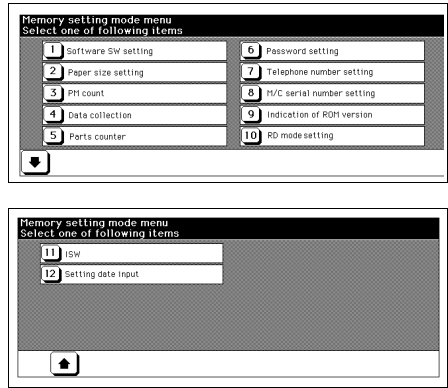 Memory setting mode menu
Select one of following items
1 Software SW setting
2 Paper size setting
3 PM count
4 Data collection
5 Parts counter
6 Password setting
7 Telephone number setting
8 M/C serial number setting
9 Indication of ROM version
10 RD mode setting
Memory setting mode menu
Select one of following items
11 ISW
12 Setting date input